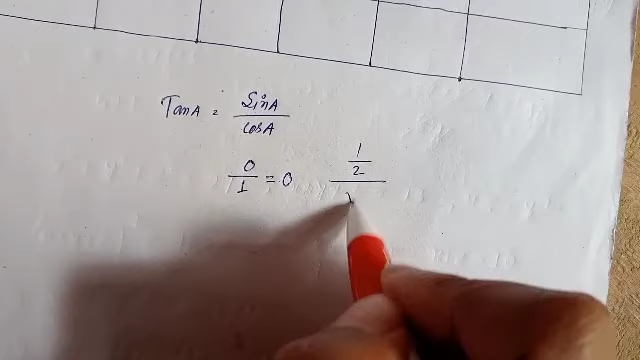 TanA = SinA / cosA
0/1 = 0    1/2